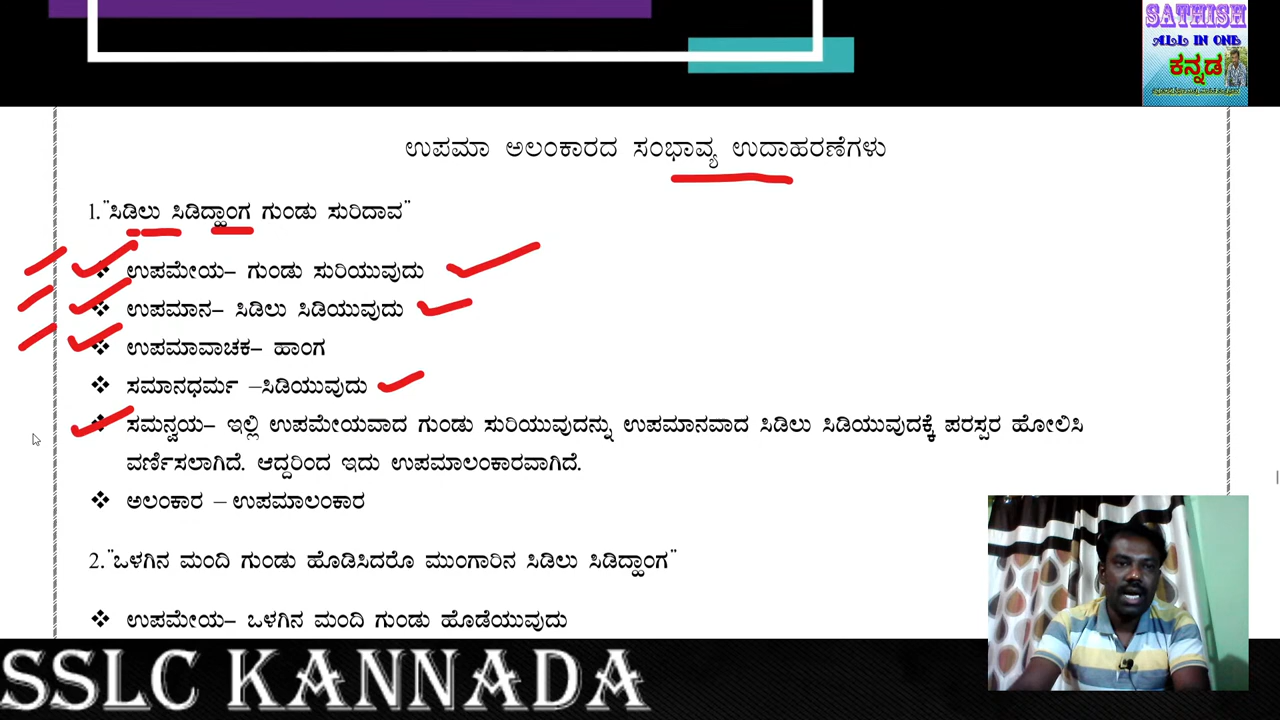 SATHISH
ALL IN ONE
ಕನ್ನಡ
ಉಪಮಾ ಅಲಂಕಾರದ ಸಂಭಾವ್ಯ ಉದಾಹರಣೆಗಳು
1."ಸಿಡಿಲು ಸಿಡಿದ್ಹಾಂಗ ಗುಂಡು ಸುರಿದಾವ"
❖ ಉಪಮೇಯ– ಗುಂಡು ಸುರಿಯುವುದು
❖ ಉಪಮಾನ– ಸಿಡಿಲು ಸಿಡಿಯುವುದು
❖ ಉಪಮಾವಾಚಕ– ಹಾಂಗ
❖ ಸಮಾನಧರ್ಮ –ಸಿಡಿಯುವುದು
❖ ಸಮನ್ವಯ– ಇಲ್ಲಿ ಉಪಮೇಯವಾದ ಗುಂಡು ಸುರಿಯುವುದನ್ನು ಉಪಮಾನವಾದ ಸಿಡಿಲು ಸಿಡಿಯುವುದಕ್ಕೆ ಪರಸ್ಪರ ಹೋಲಿಸಿ
ವರ್ಣಿಸಲಾಗಿದೆ. ಆದ್ದರಿಂದ ಇದು ಉಪಮಾಲಂಕಾರವಾಗಿದೆ.
❖ ಅಲಂಕಾರ – ಉಪಮಾಲಂಕಾರ
2."ಒಳಗಿನ ಮಂದಿ ಗುಂಡು ಹೊಡಿಸಿದರೊ ಮುಂಗಾರಿನ ಸಿಡಿಲು ಸಿಡಿದ್ಹಾಂಗ"
❖ ಉಪಮೇಯ– ಒಳಗಿನ ಮಂದಿ ಗುಂಡು ಹೊಡೆಯುವುದು
SSLC KANNADA